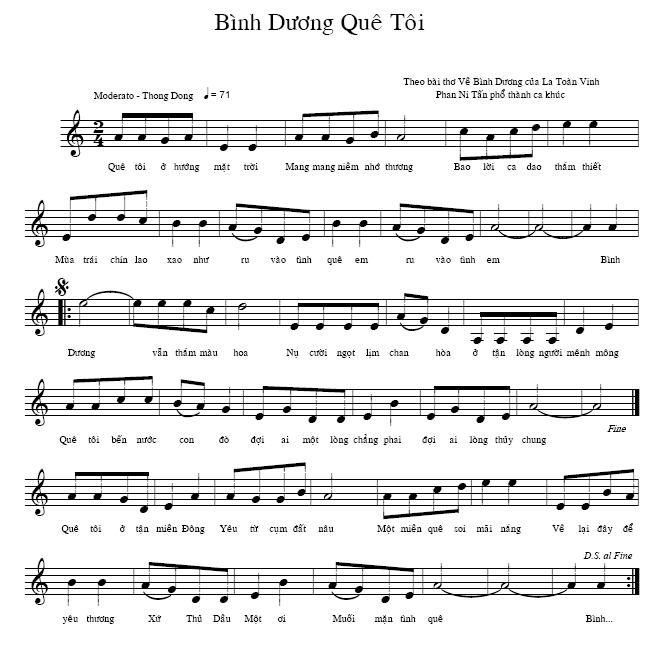 Bình Dương Quê Tôi
Theo bài thơ Về Bình Dương của La Toàn Vinh
Moderato - Thong Dong ♩ = 71
Phan Ni Tấn phổ thành ca khúc
2
4
Quê tôi ở hướng mặt trời Mang mang niềm nhớ thương Bao lời ca dao thắm thiết
Mùa trái chín lao xao như ru vào tình quê em ru vào tình em Bình
Dương vẫn thắm màu hoa Nụ cười ngọt lịm chan hòa ở tận lòng người mênh mông
Quê tôi bến nước con đò đợi ai một lòng chẳng phai đợi ai lòng thủy chung
Fine
Quê tôi ở tận miền Đông Yêu từ cụm đất nâu Một miền quê soi mãi nắng Về lại đây để
D.S. al Fine
yêu thương Xứ Thủ Dầu Một ơi Muối mặn tình quê Bình...